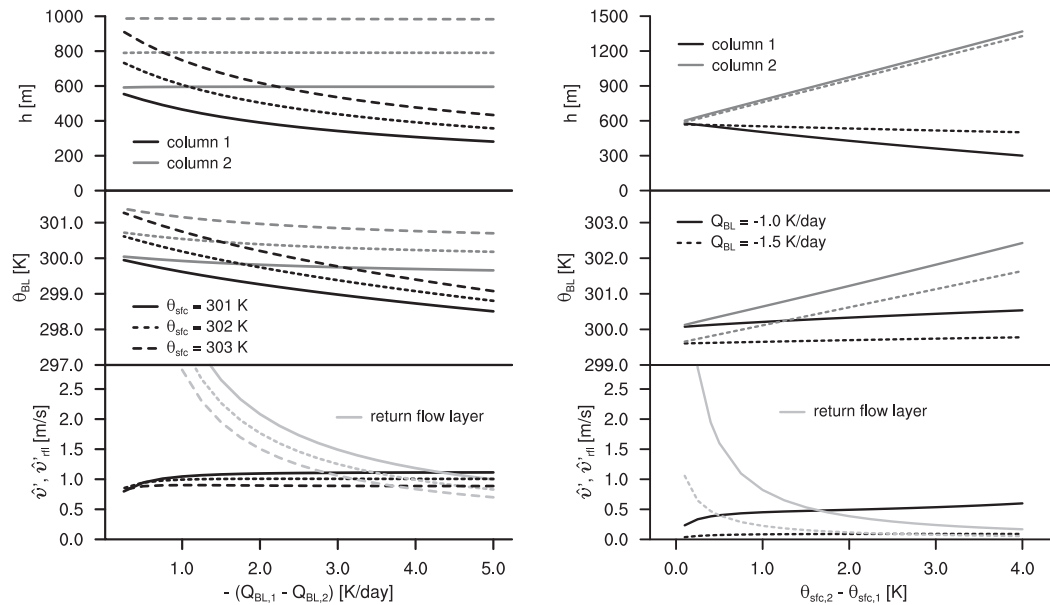 1000
800
600
400
200
0
h [m]
column 1
column 2
301.0
300.0
299.0
298.0
297.0
θBL [K]
θsfc = 301 K
θsfc = 302 K
θsfc = 303 K
2.5
2.0
1.5
1.0
0.5
0.0
v̂', v̂'rfl [m/s]
return flow layer
1.0 2.0 3.0 4.0 5.0
- (QBL,1 - QBL,2) [K/day]
1500
1200
900
600
300
0
h [m]
column 1
column 2
303.0
302.0
301.0
300.0
299.0
θBL [K]
QBL = -1.0 K/day
QBL = -1.5 K/day
2.5
2.0
1.5
1.0
0.5
0.0
v̂', v̂'rfl [m/s]
return flow layer
0.0 1.0 2.0 3.0 4.0
θsfc,2 - θsfc,1 [K]